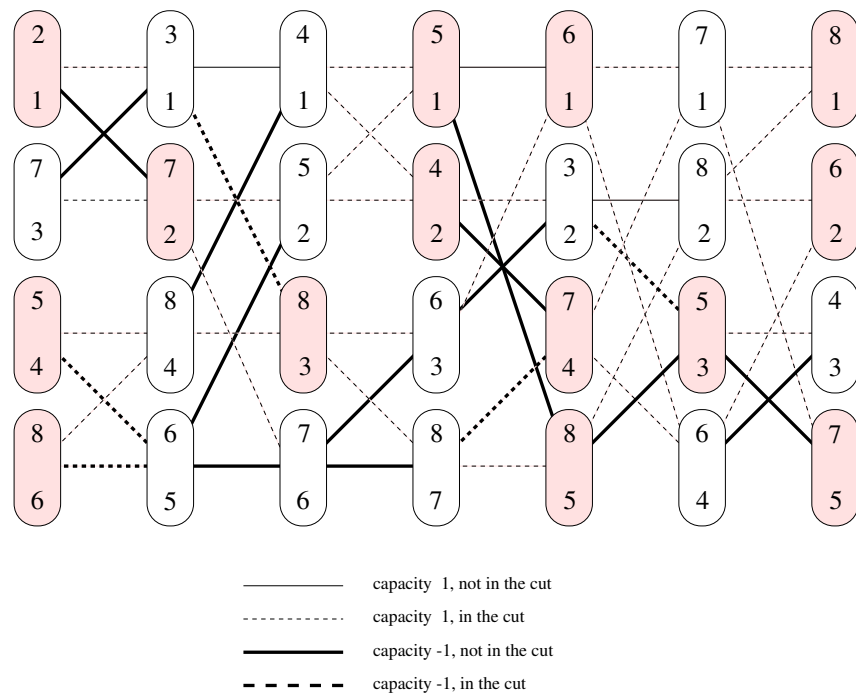 2 3 4 5 6 7 8
1 1 1 1 1 1 1
7 7 5 4 3 8 6
3 2 2 2 2 2 2
5 8 8 6 7 5 4
4 4 3 3 4 3 3
8 6 7 8 8 6 7
6 5 6 7 5 4 5
capacity 1, not in the cut
capacity 1, in the cut
capacity -1, not in the cut
capacity -1, in the cut